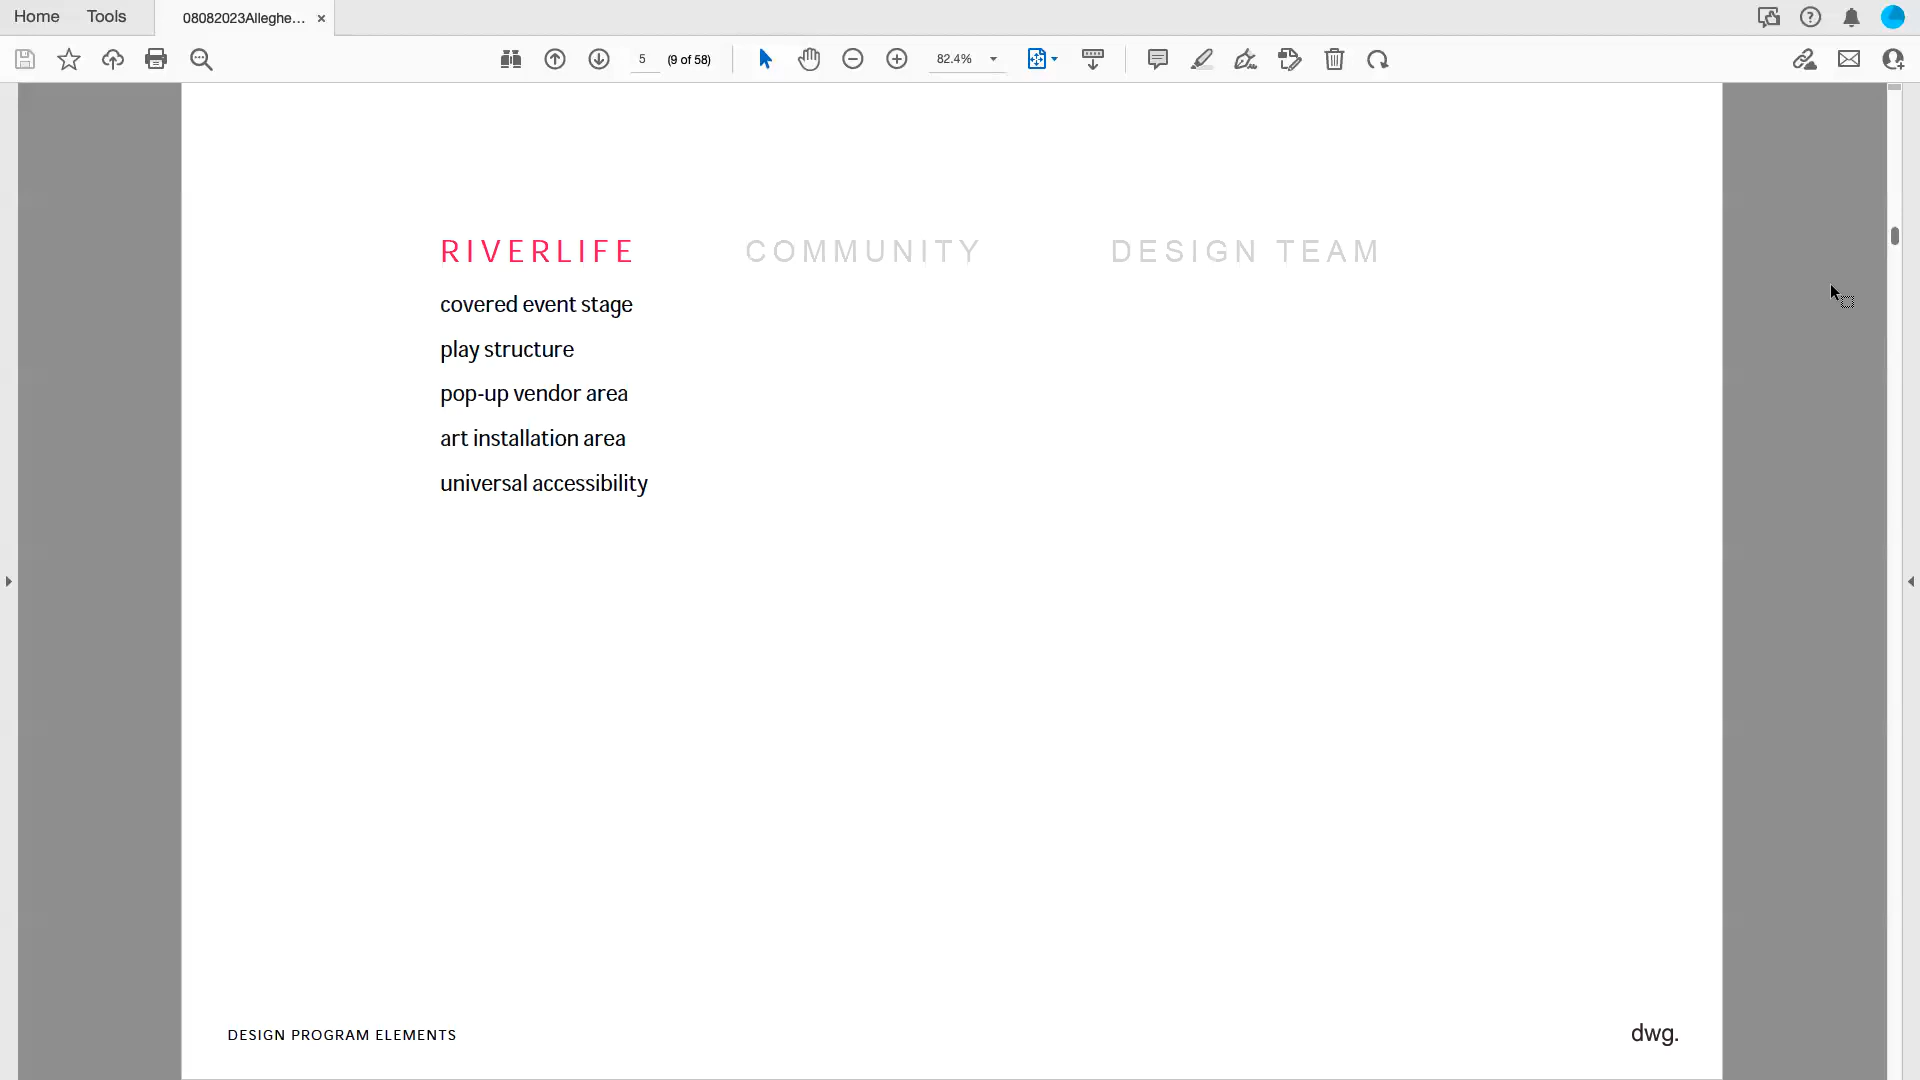 Home Tools 08082023Alleghe... ×
5 (9 of 58) 82.4%
RIVERLIFE COMMUNITY DESIGN TEAM
covered event stage
play structure
pop-up vendor area
art installation area
universal accessibility
DESIGN PROGRAM ELEMENTS dwg.